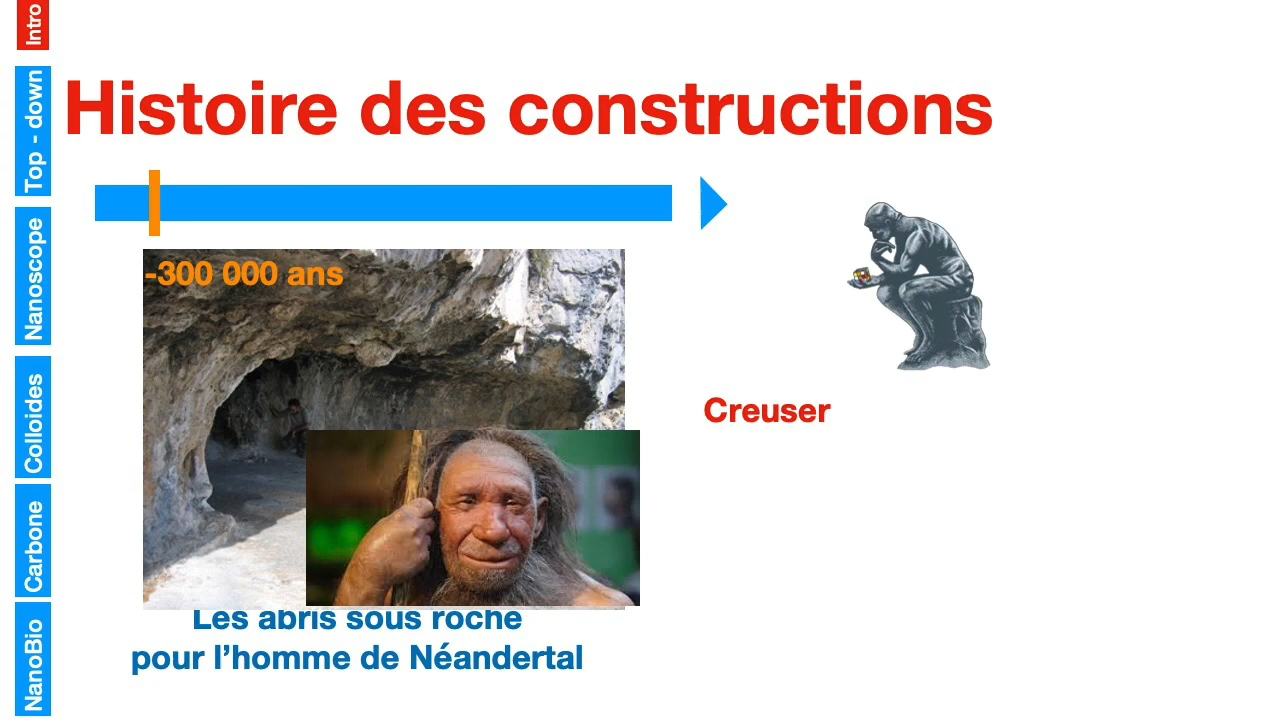 Intro
Top - down
Nanoscope
Colloides
Carbone
NanoBio
Histoire des constructions
-300 000 ans
Creuser
Les abris sous roche
pour l’homme de Néandertal